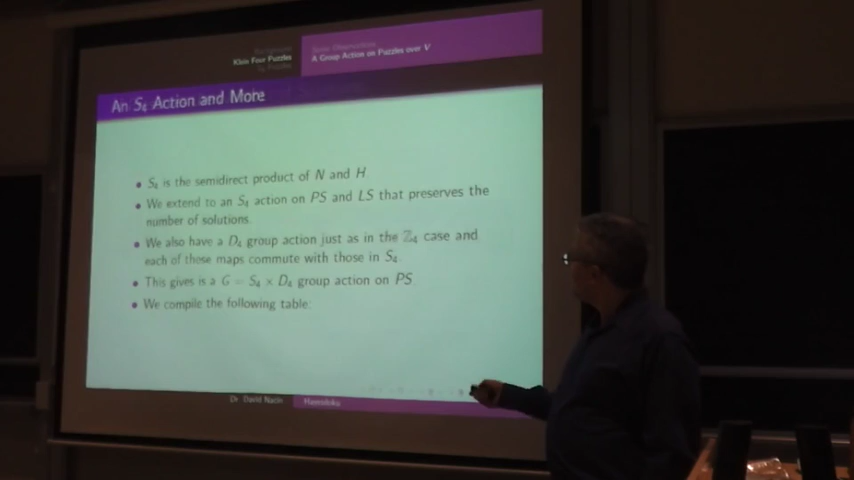 Klein Four Puzzles
A Group Action on Puzzles over V
An S₄ Action and More
S₄ is the semidirect product of N and H
We extend to an S₄ action on PS and LS that preserves the
number of solutions.
We also have a D₄ group action just as in the ℤ₄ case and
each of these maps commute with those in S₄.
This gives is a G = S₄ × D₄ group action on PS
We compile the following table:
Dr. David Nacin